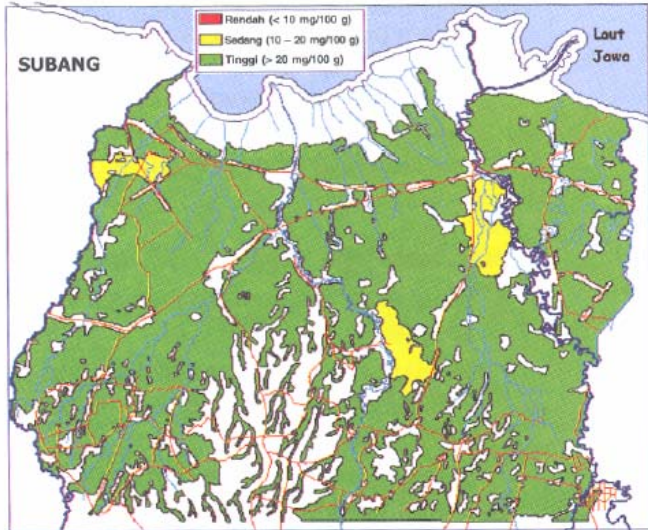 Rendah (< 10 mg/100 g)
Sedang (10 – 20 mg/100 g)
Tinggi (> 20 mg/100 g)
SUBANG
Laut
Jawa